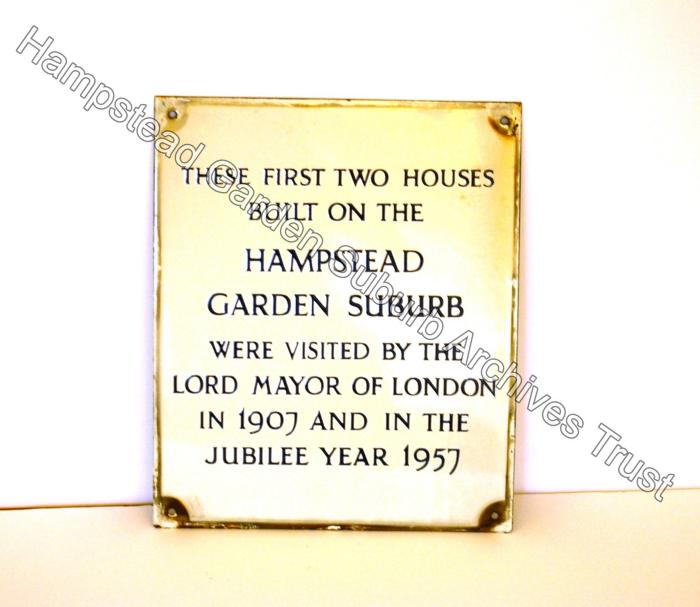 THESE FIRST TWO HOUSES
BUILT ON THE
HAMPSTEAD
GARDEN SUBURB
WERE VISITED BY THE
LORD MAYOR OF LONDON
IN 1907 AND IN THE
JUBILEE YEAR 1957
Hampstead Garden Suburb Archives Trust